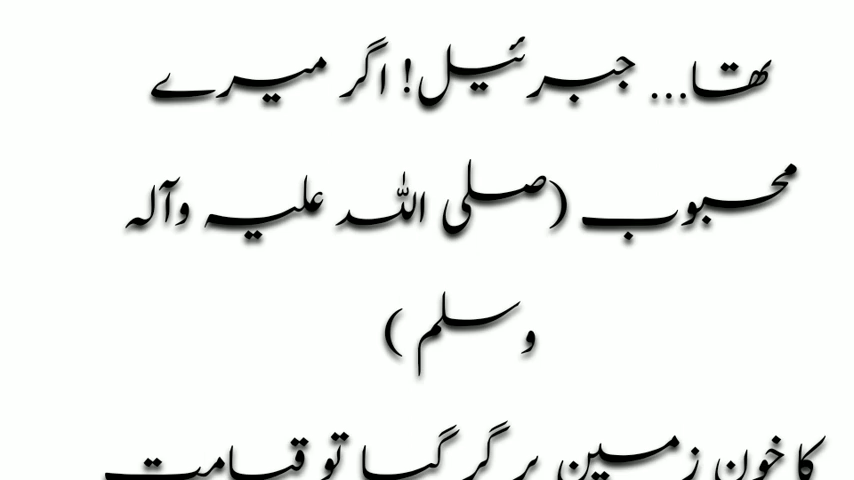 تھا... جبرئیل! اگر میرے
محبوب (صلی اللہ علیہ وآلہ
وسلم )
کا خون زمین پر گر گیا تو قیامت